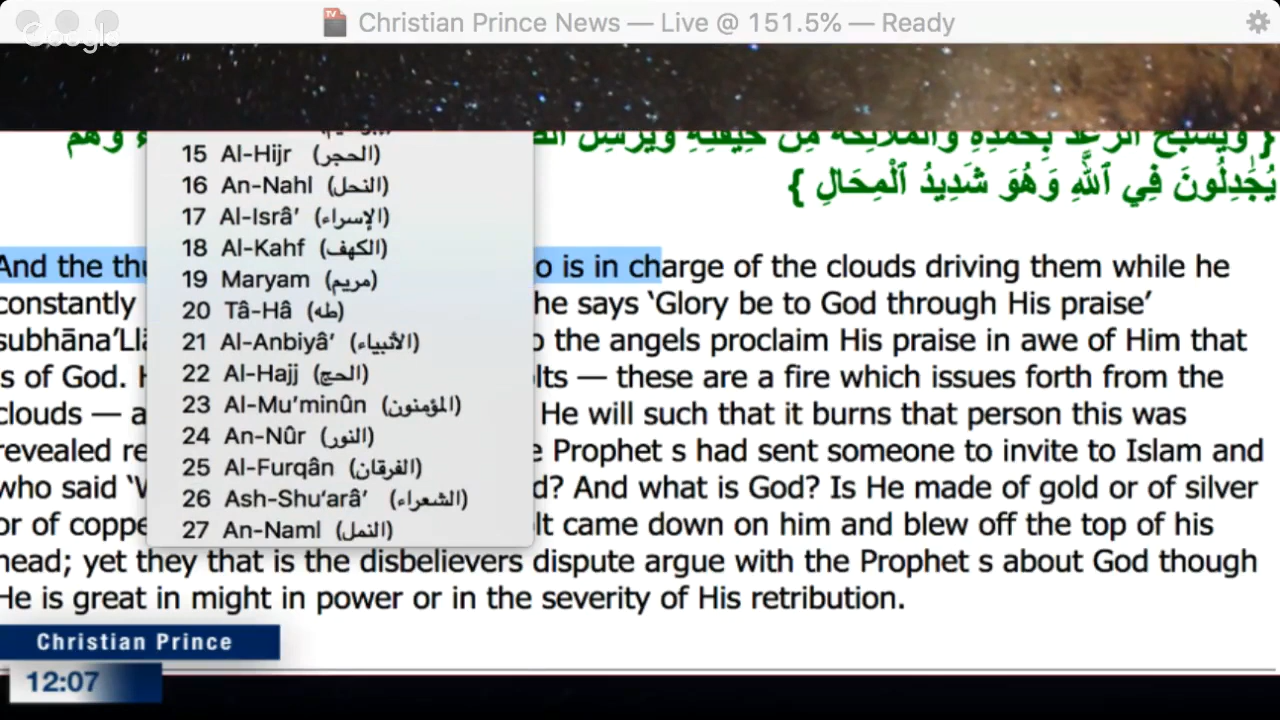 Christian Prince News — Live @ 151.5% — Ready
Google
{ وَيُسَبِّحُ ٱلرَّعْدُ بِحَمْدِهِ وَٱلْمَلاَئِكَةُ مِنْ خِيفَتِهِ وَيُرْسِلُ وَهُمْ
يُجَٰدِلُونَ فِي ٱللَّهِ وَهُوَ شَدِيدُ ٱلْمِحَالِ }
15 Al-Hijr (الحجر)
16 An-Nahl (النحل)
17 Al-Isrâ' (الإسراء)
18 Al-Kahf (الكهف)
19 Maryam (مريم)
20 Tâ-Hâ (طه)
21 Al-Anbiyâ' (الأنبياء)
22 Al-Hajj (الحج)
23 Al-Mu'minûn (المؤمنون)
24 An-Nûr (النور)
25 Al-Furqân (الفرقان)
26 Ash-Shu'arâ' (الشعراء)
27 An-Naml (النمل)
And the thu o is in charge of the clouds driving them while he
constantly he says ‘Glory be to God through His praise’
subhāna’Llā o the angels proclaim His praise in awe of Him that
is of God. H lts — these are a fire which issues forth from the
clouds — a He will such that it burns that person this was
revealed re e Prophet s had sent someone to invite to Islam and
who said ‘W d? And what is God? Is He made of gold or of silver
or of coppe lt came down on him and blew off the top of his
head; yet they that is the disbelievers dispute argue with the Prophet s about God though
He is great in might in power or in the severity of His retribution.
Christian Prince
12:07